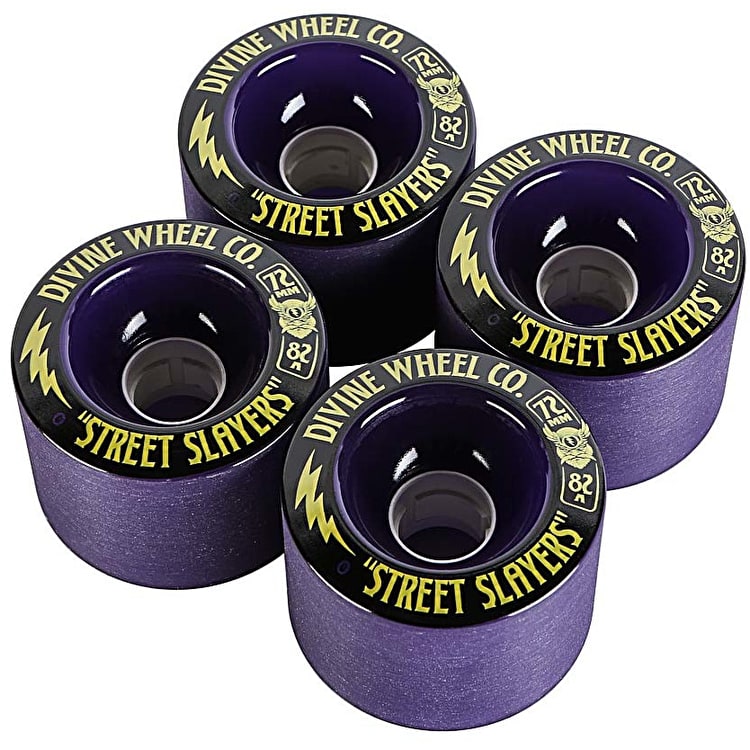 DIVINE WHEEL CO.
72
MM
82
A
"STREET SLAYERS"
DIVINE WHEEL CO.
72
MM
82
A
"STREET SLAYERS"
DIVINE WHEEL CO.
72
MM
82
A
"STREET SLAYERS"
DIVINE WHEEL CO.
72
MM
82
A
"STREET SLAYERS"